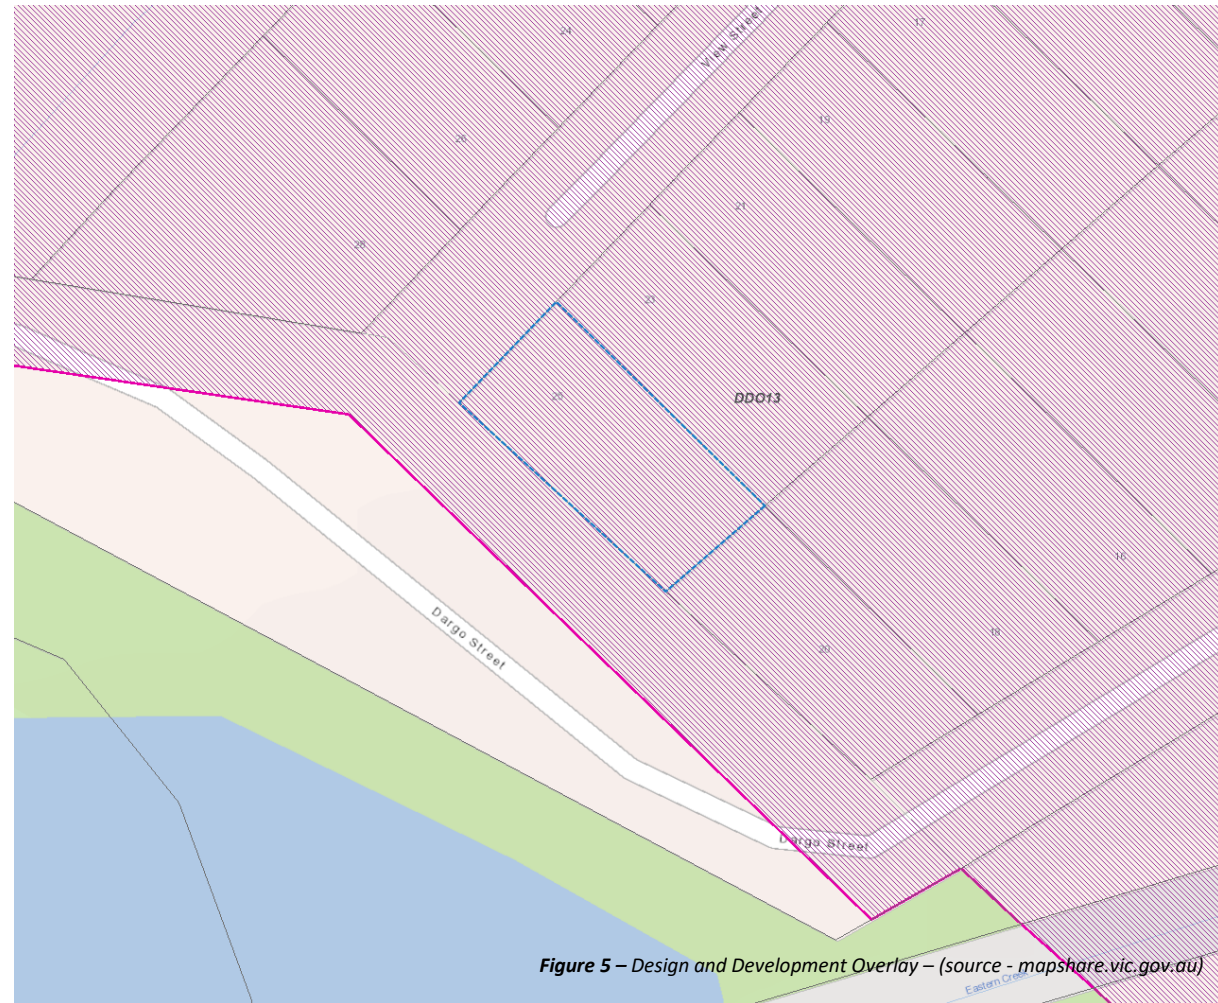 17
24
View Street
19
26
21
28
23
25
DDO13
16
Dargo Street
18
20
Dargo Street
Figure 5 – Design and Development Overlay – (source - mapshare.vic.gov.au)
Eastern Creek